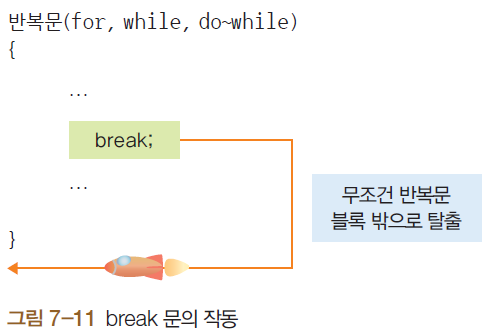 반복문(for, while, do~while)
{
…
break;
…
무조건 반복문
블록 밖으로 탈출
}
그림 7-11 break 문의 작동